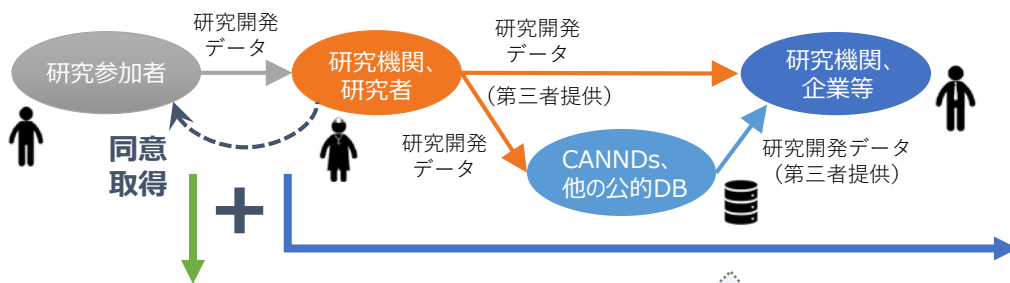 研究開発
データ
研究参加者
研究機関、
研究者
研究開発
データ
(第三者提供)
研究機関、
企業等
同意
取得
研究開発
データ
CANNDs、
他の公的DB
研究開発データ
(第三者提供)
+